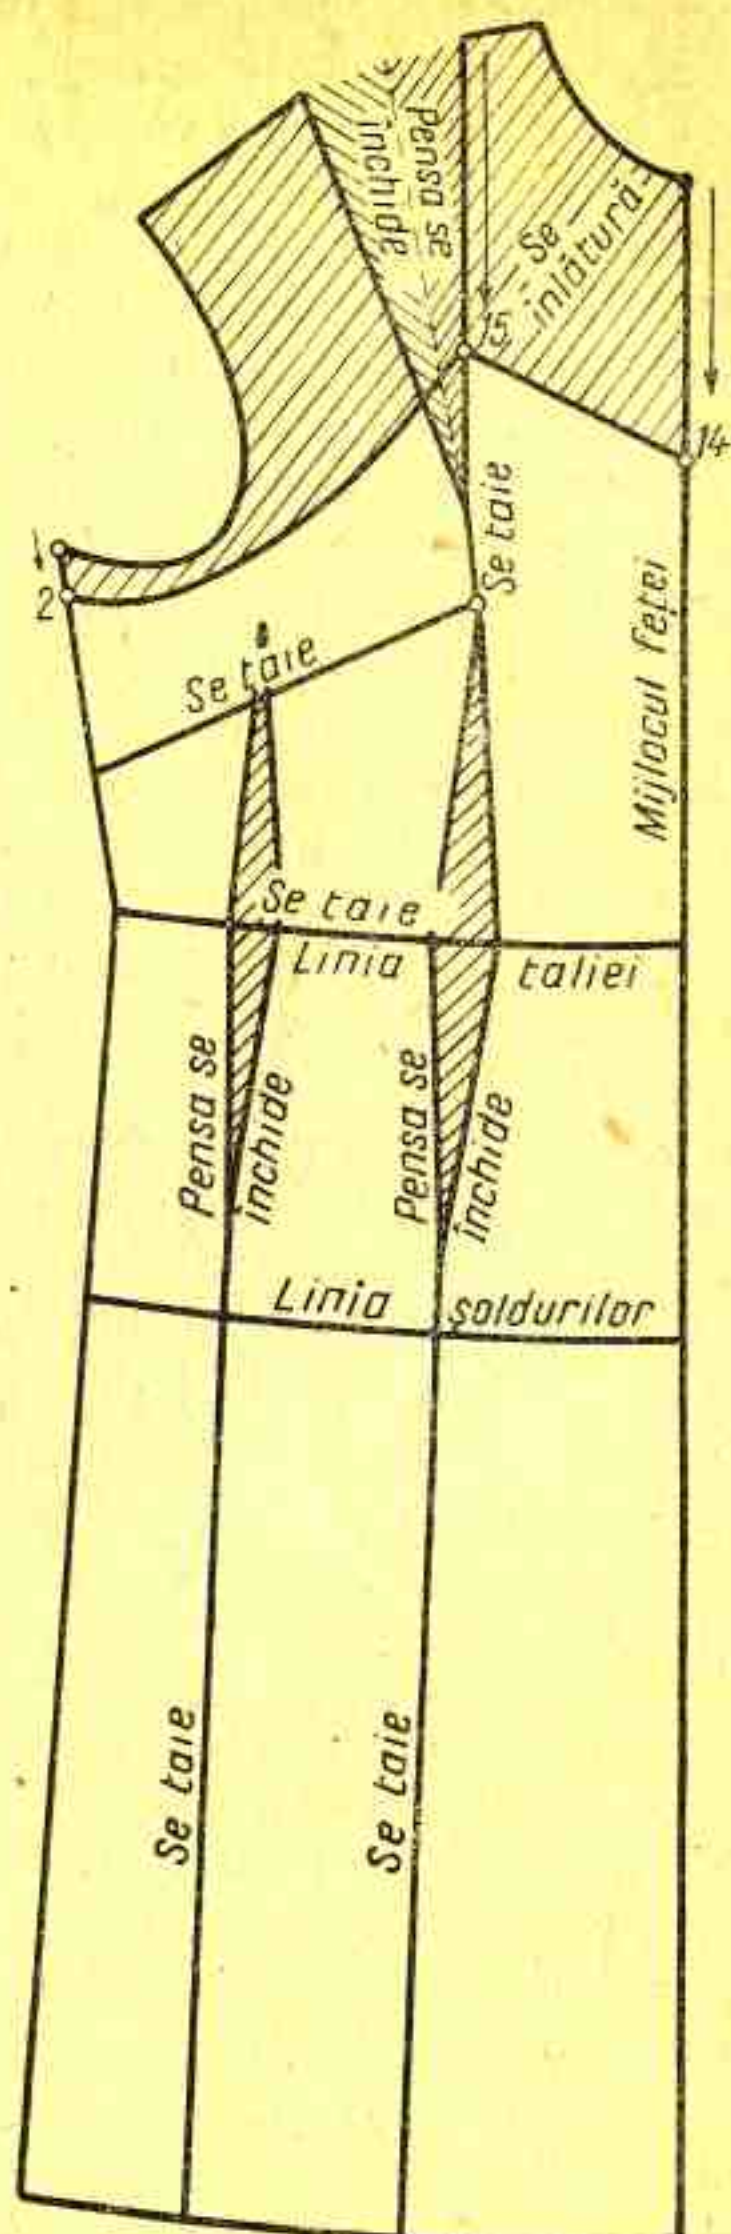 Pensa se
închide
Se
înlătură
15
14
2
Se taie
Mijlocul feței
Se taie
Se taie
Linia taliei
Pensa se
închide
Pensa se
închide
Linia șoldurilor
Se taie
Se taie